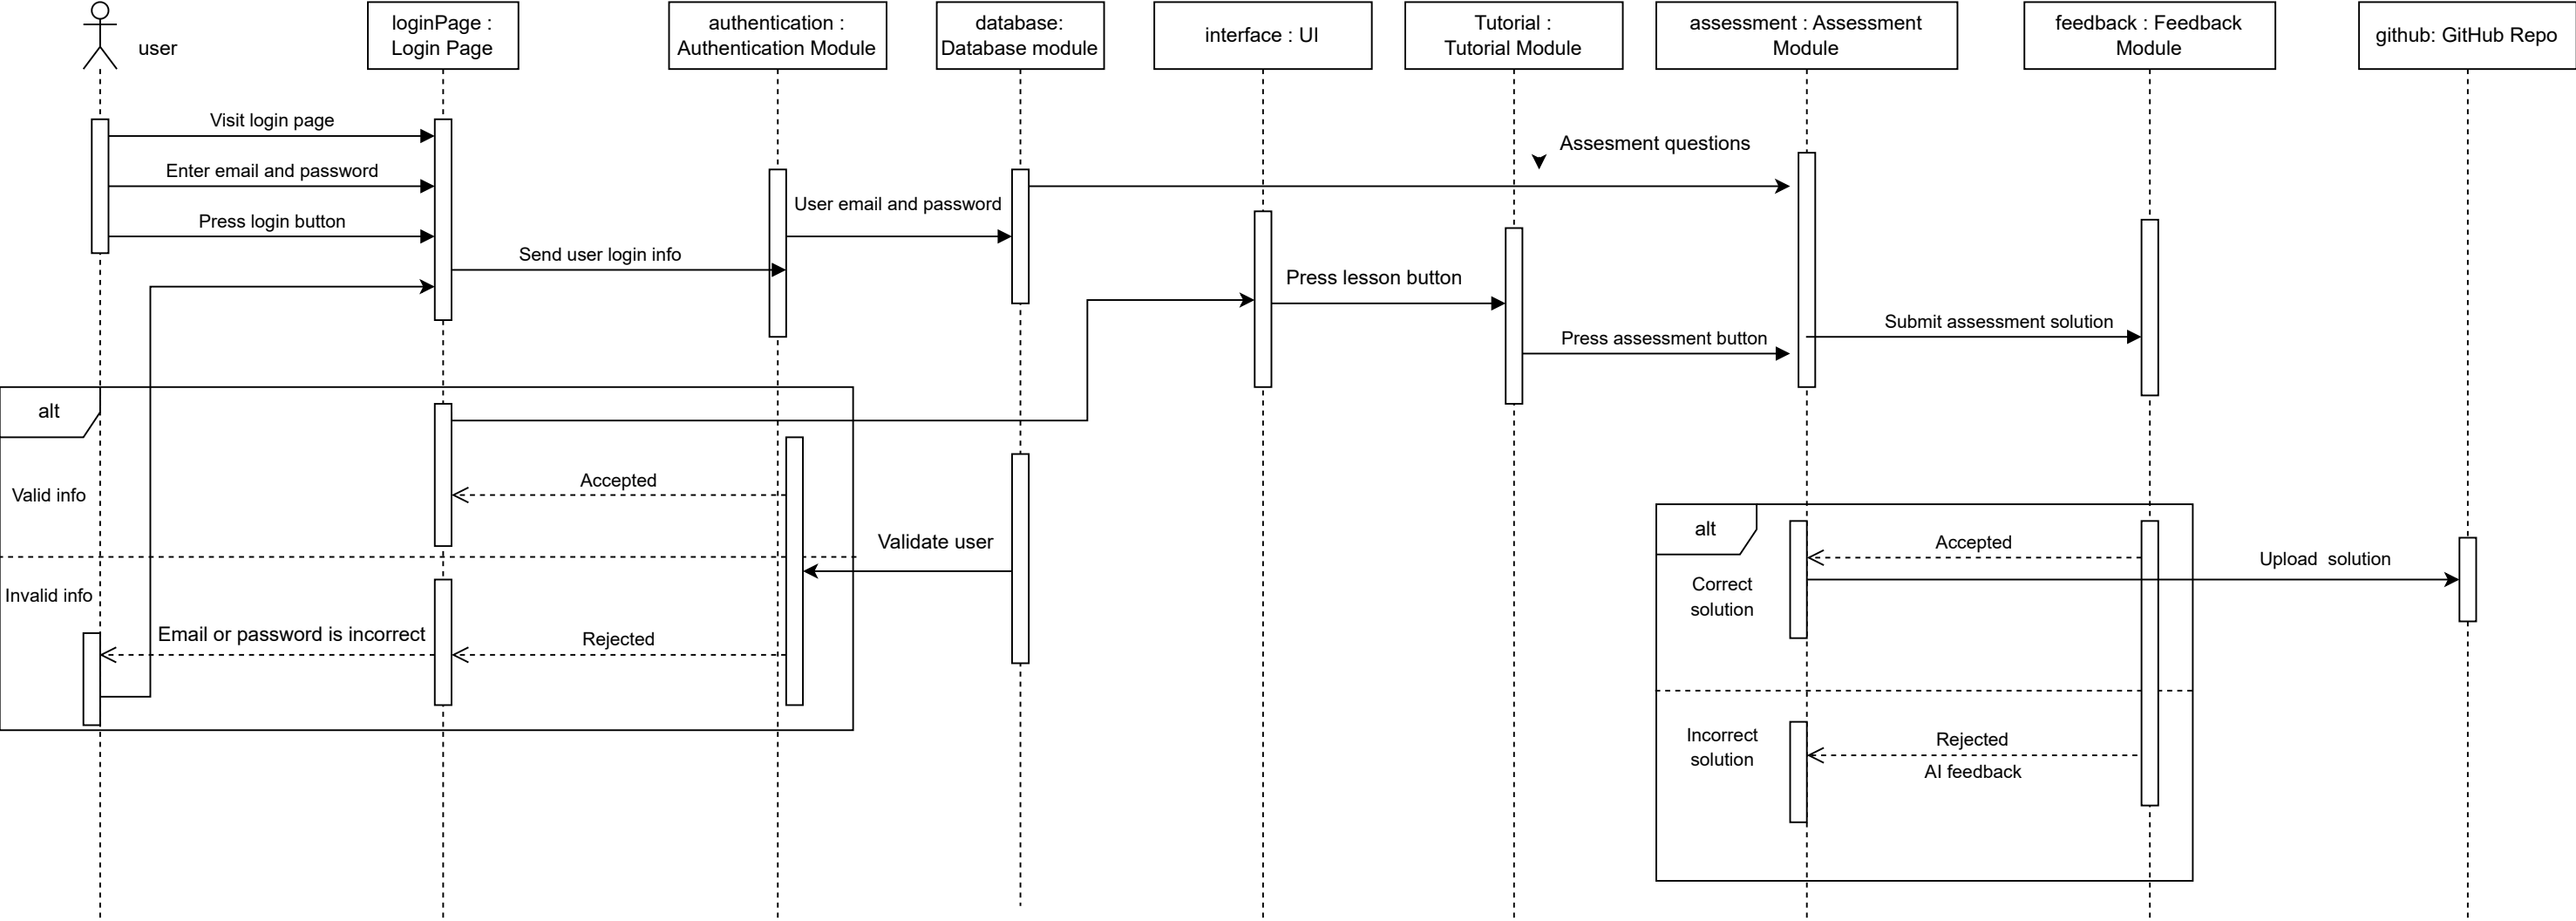 user
loginPage :
Login Page
authentication :
Authentication Module
database:
Database module
interface : UI
Tutorial :
Tutorial Module
assessment : Assessment
Module
feedback : Feedback
Module
github: GitHub Repo
Visit login page
Enter email and password
Press login button
Send user login info
User email and password
Assesment questions
Press lesson button
Press assessment button
Submit assessment solution
alt
Valid info
Accepted
Validate user
Invalid info
Email or password is incorrect
Rejected
alt
Correct
solution
Accepted
Upload  solution
Incorrect
solution
Rejected
AI feedback